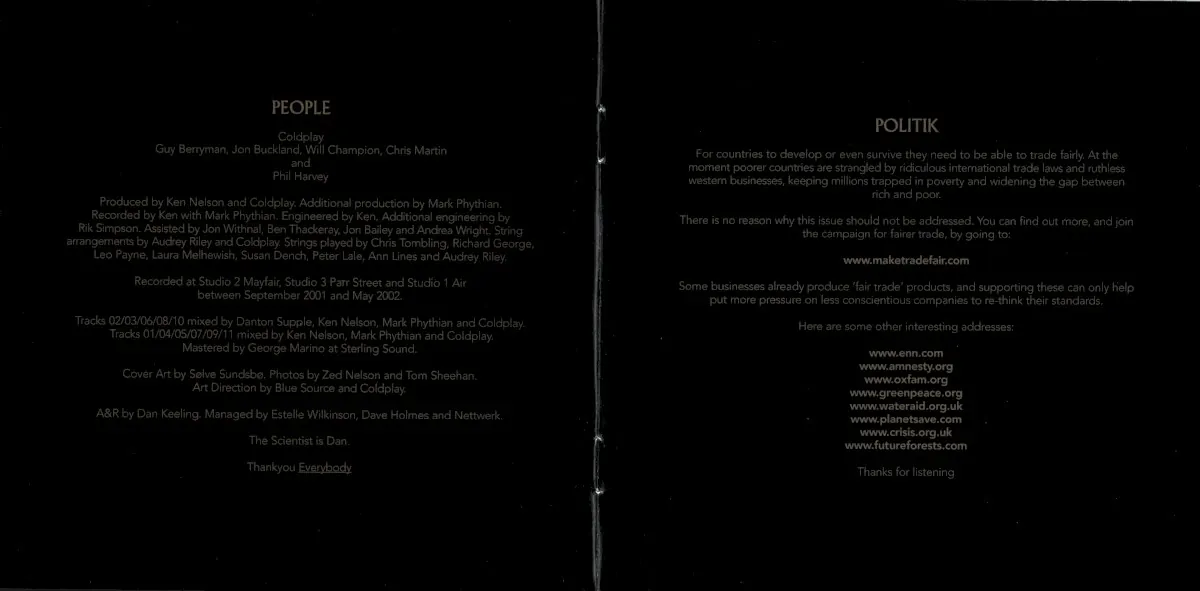 PEOPLE
Coldplay
Guy Berryman, Jon Buckland, Will Champion, Chris Martin
and
Phil Harvey
Produced by Ken Nelson and Coldplay. Additional production by Mark Phythian.
Recorded by Ken with Mark Phythian. Engineered by Ken. Additional engineering by
Rik Simpson. Assisted by Jon Withnal, Ben Thackeray, Jon Bailey and Andrea Wright. String
arrangements by Audrey Riley and Coldplay. Strings played by Chris Tombling, Richard George,
Leo Payne, Laura Melhewish, Susan Dench, Peter Lale, Ann Lines and Audrey Riley.
Recorded at Studio 2 Mayfair, Studio 3 Parr Street and Studio 1 Air
between September 2001 and May 2002.
Tracks 02/03/06/08/10 mixed by Danton Supple, Ken Nelson, Mark Phythian and Coldplay.
Tracks 01/04/05/07/09/11 mixed by Ken Nelson, Mark Phythian and Coldplay.
Mastered by George Marino at Sterling Sound.
Cover Art by Sølve Sundsbø. Photos by Zed Nelson and Tom Sheehan.
Art Direction by Blue Source and Coldplay.
A&R by Dan Keeling. Managed by Estelle Wilkinson, Dave Holmes and Nettwerk.
The Scientist is Dan.
Thankyou Everybody
POLITIK
For countries to develop or even survive they need to be able to trade fairly. At the
moment poorer countries are strangled by ridiculous international trade laws and ruthless
western businesses, keeping millions trapped in poverty and widening the gap between
rich and poor.
There is no reason why this issue should not be addressed. You can find out more, and join
the campaign for fairer trade, by going to:
www.maketradefair.com
Some businesses already produce 'fair trade' products, and supporting these can only help
put more pressure on less conscientious companies to re-think their standards.
Here are some other interesting addresses:
www.enn.com
www.amnesty.org
www.oxfam.org
www.greenpeace.org
www.wateraid.org.uk
www.planetsave.com
www.crisis.org.uk
www.futureforests.com
Thanks for listening